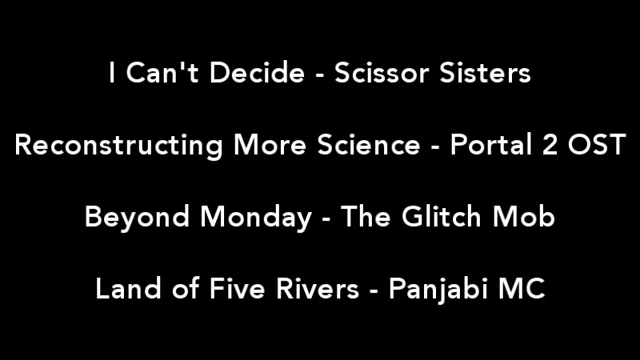 I Can't Decide - Scissor Sisters
Reconstructing More Science - Portal 2 OST
Beyond Monday - The Glitch Mob
Land of Five Rivers - Panjabi MC